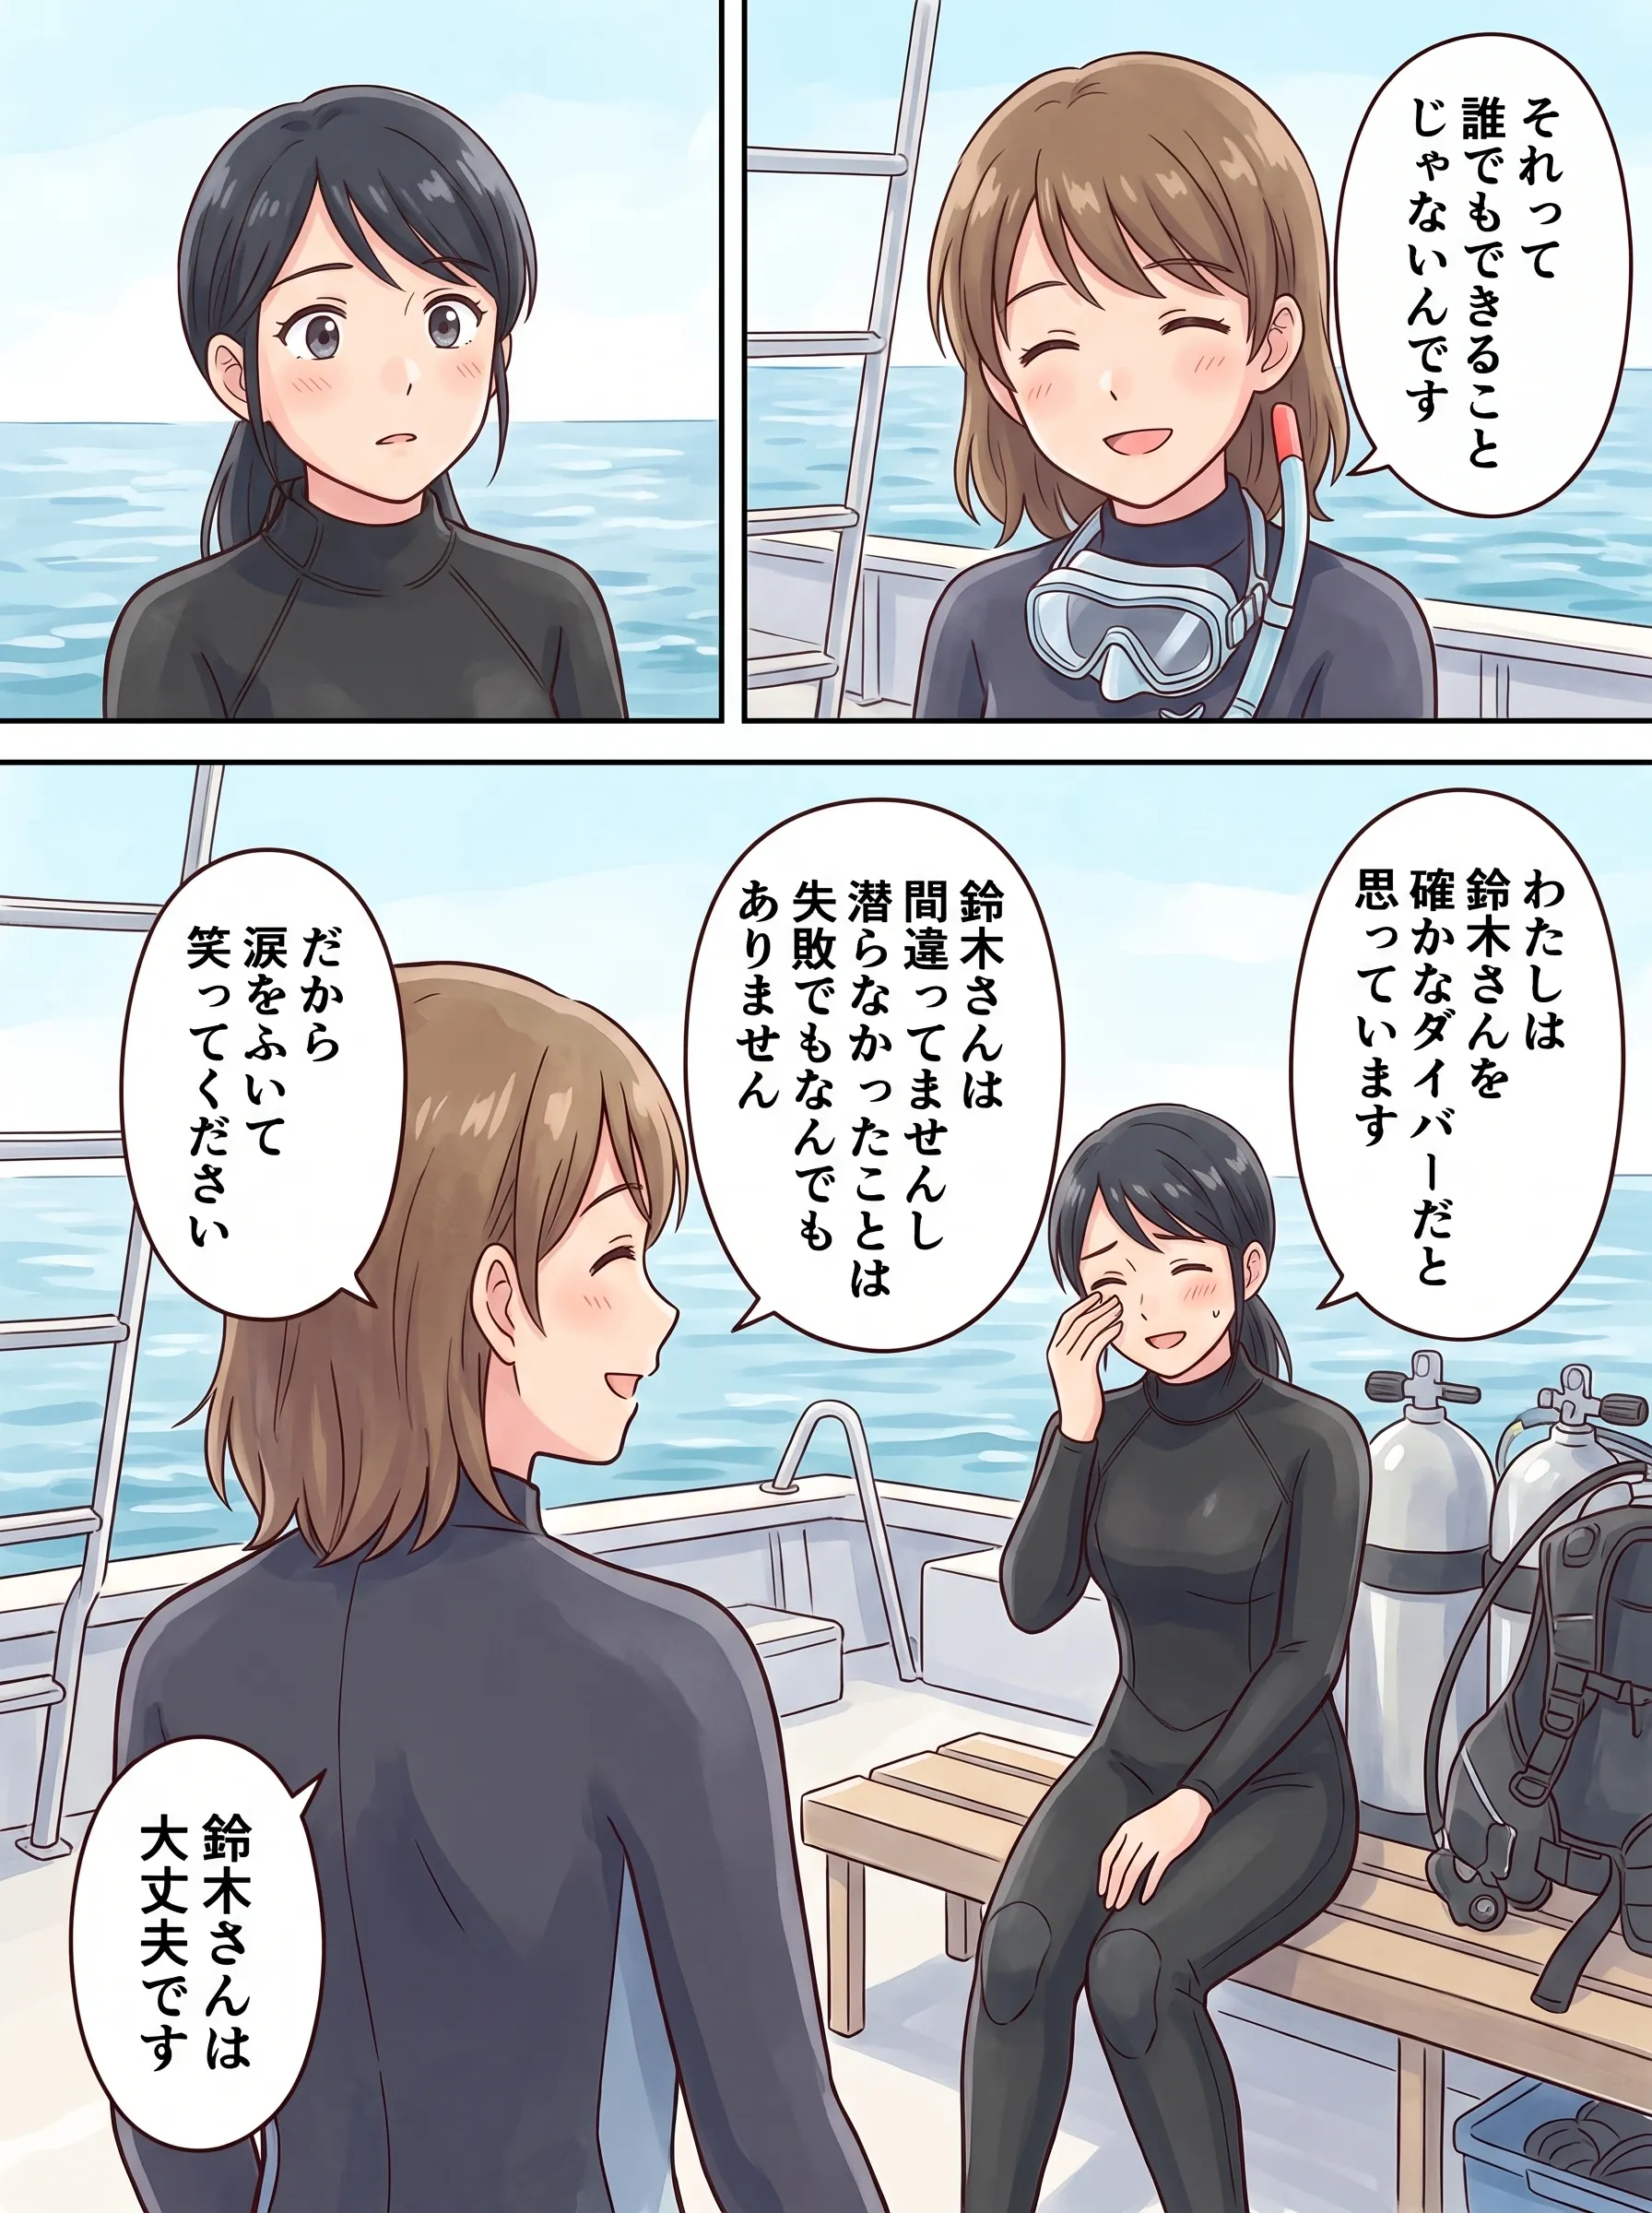 それって
誰でもできること
じゃないんです
わたしは
鈴木さんを
確かなダイバーだと
思っています
鈴木さんは
間違ってませんし
潜らなかったことは
失敗でもなんでも
ありません
だから
涙をふいて
笑ってください
鈴木さんは
大丈夫です